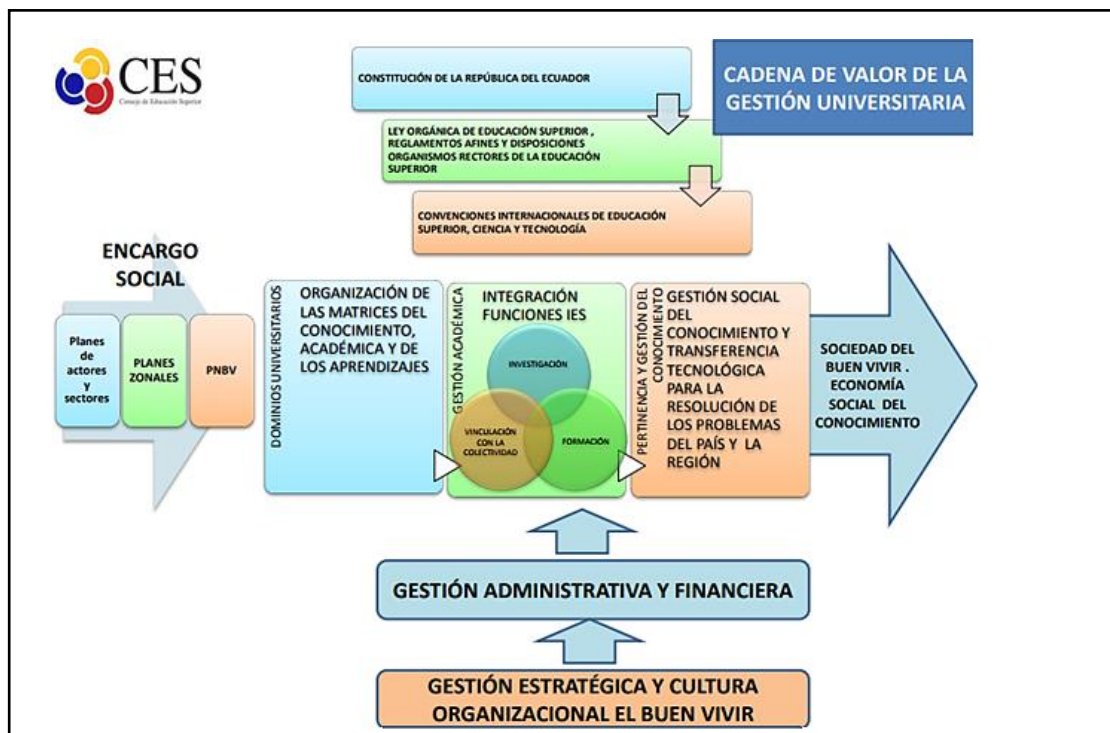 CES
Consejo de Educación Superior
CONSTITUCIÓN DE LA REPÚBLICA DEL ECUADOR
CADENA DE VALOR DE LA
GESTIÓN UNIVERSITARIA
LEY ORGÁNICA DE EDUCACIÓN SUPERIOR ,
REGLAMENTOS AFINES Y DISPOSICIONES
ORGANISMOS RECTORES DE LA EDUCACIÓN
SUPERIOR
CONVENCIONES INTERNACIONALES DE EDUCACIÓN
SUPERIOR, CIENCIA Y TECNOLOGÍA
ENCARGO
SOCIAL
Planes de
actores y
sectores
PLANES
ZONALES
PNBV
DOMINIOS UNIVERSITARIOS
ORGANIZACIÓN DE
LAS MATRICES DEL
CONOCIMIENTO,
ACADÉMICA Y DE
LOS APRENDIZAJES
GESTIÓN ACADÉMICA
INTEGRACIÓN
FUNCIONES IES
INVESTIGACIÓN
VINCULACIÓN
CON LA
COLECTIVIDAD
FORMACIÓN
PERTINENCIA Y GESTIÓN DEL
CONOCIMIENTO
GESTIÓN SOCIAL
DEL
CONOCIMIENTO Y
TRANSFERENCIA
TECNOLÓGICA
PARA LA
RESOLUCIÓN DE
LOS PROBLEMAS
DEL PAÍS Y LA
REGIÓN
SOCIEDAD DEL
BUEN VIVIR .
ECONOMÍA
SOCIAL DEL
CONOCIMIENTO
GESTIÓN ADMINISTRATIVA Y FINANCIERA
GESTIÓN ESTRATÉGICA Y CULTURA
ORGANIZACIONAL EL BUEN VIVIR